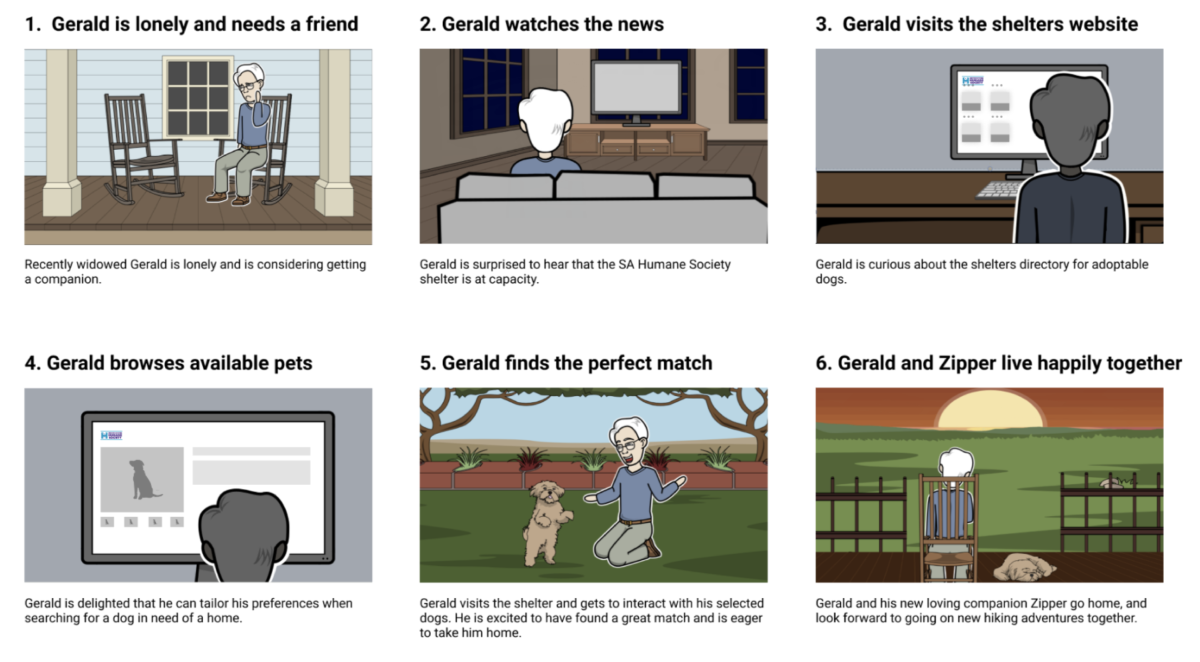 1. Gerald is lonely and needs a friend
Recently widowed Gerald is lonely and is considering getting
a companion.
2. Gerald watches the news
Gerald is surprised to hear that the SA Humane Society
shelter is at capacity.
3. Gerald visits the shelters website
Gerald is curious about the shelters directory for adoptable
dogs.
4. Gerald browses available pets
Gerald is delighted that he can tailor his preferences when
searching for a dog in need of a home.
5. Gerald finds the perfect match
Gerald visits the shelter and gets to interact with his selected
dogs. He is excited to have found a great match and is eager
to take him home.
6. Gerald and Zipper live happily together
Gerald and his new loving companion Zipper go home, and
look forward to going on new hiking adventures together.